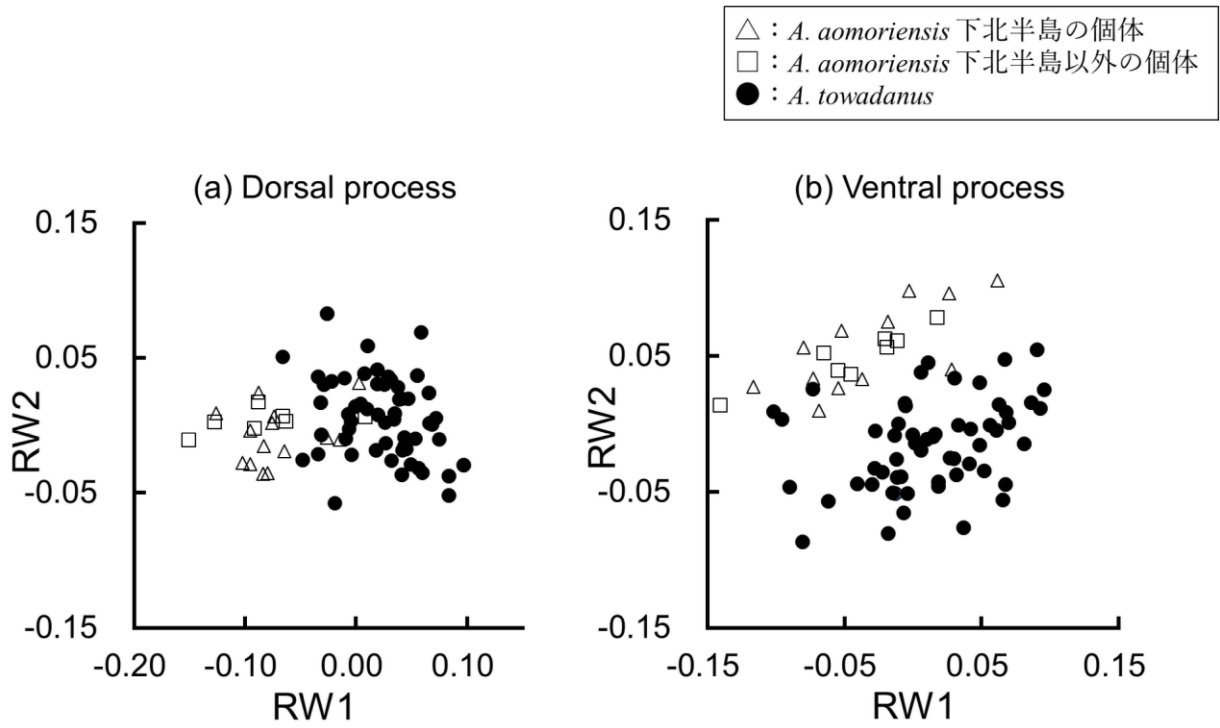 △：A. aomoriensis 下北半島の個体
□：A. aomoriensis 下北半島以外の個体
●：A. towadanus
(a) Dorsal process
0.15
0.05
-0.05
-0.15
RW2
-0.20 -0.10 0.00 0.10
RW1
(b) Ventral process
0.15
0.05
-0.05
-0.15
RW2
-0.15 -0.05 0.05 0.15
RW1